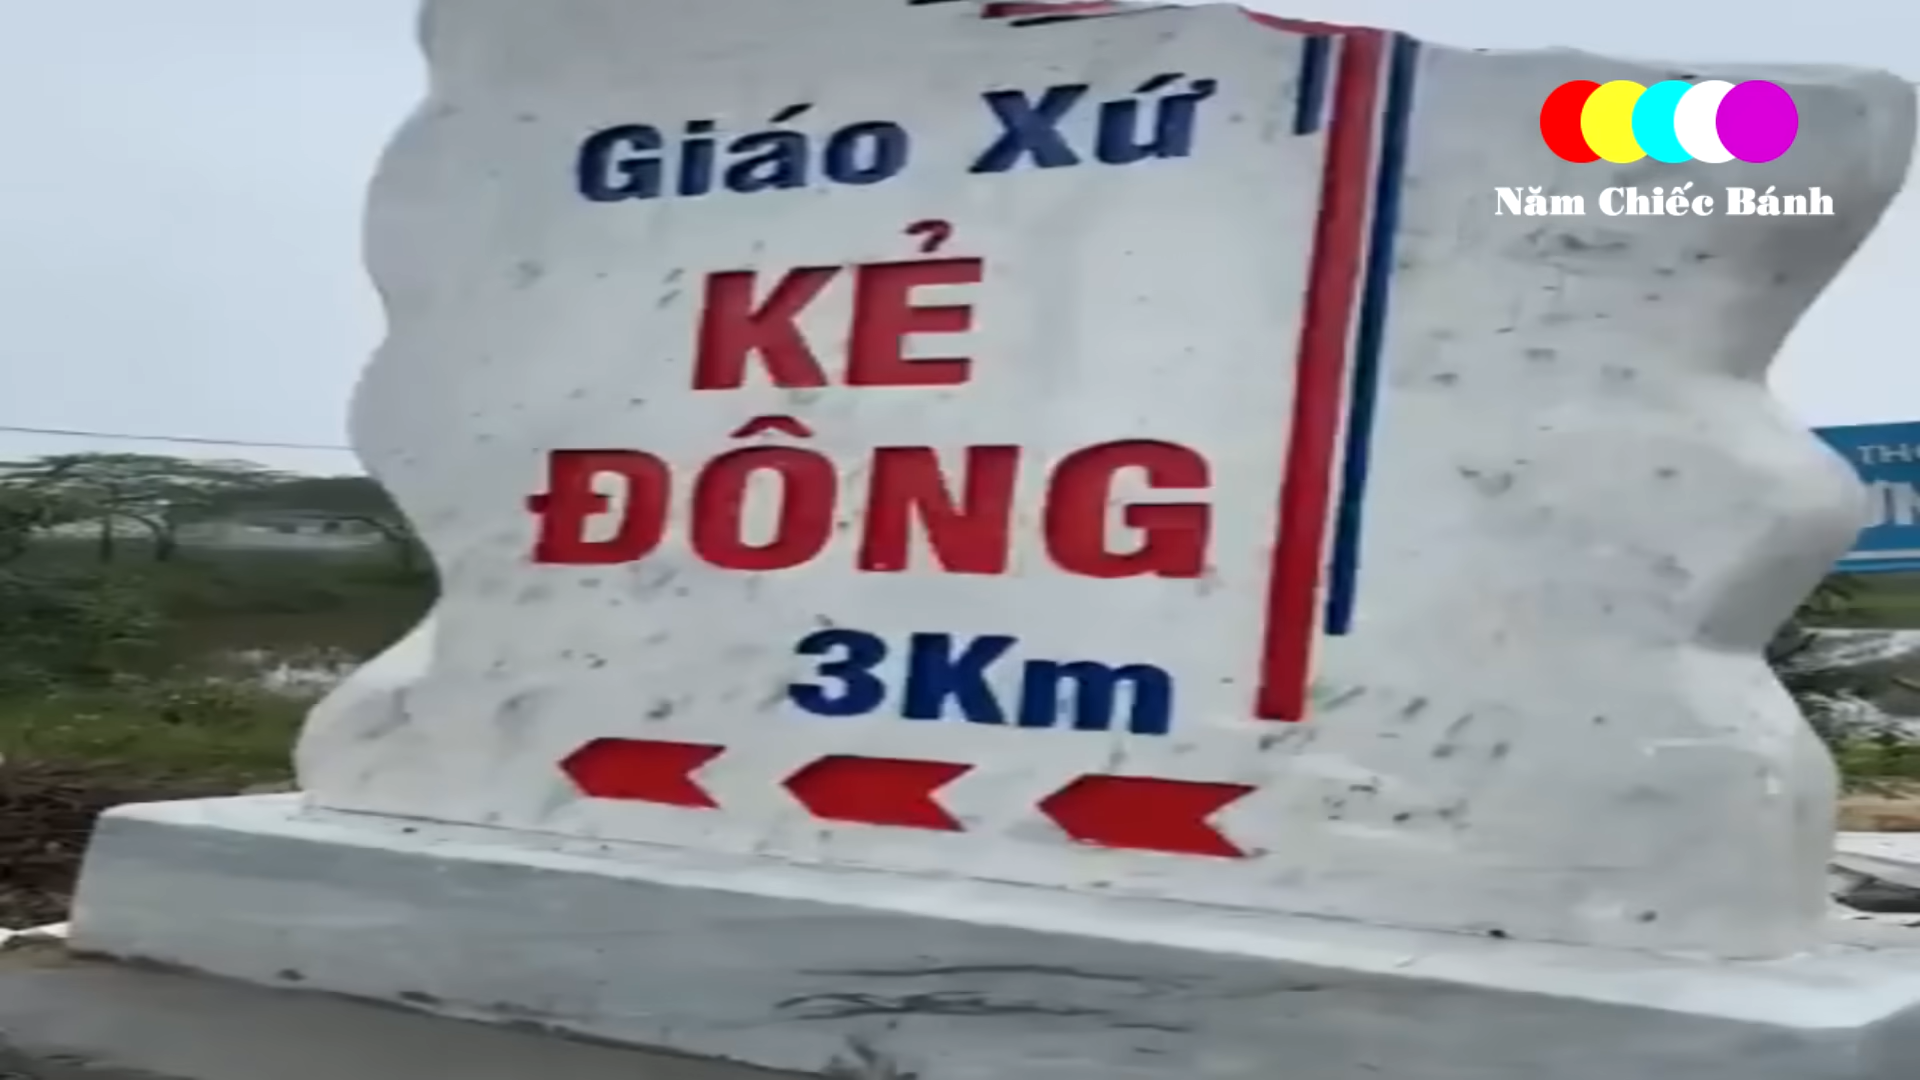 Giáo Xứ
KẺ
ĐÔNG
3Km
Năm Chiếc Bánh